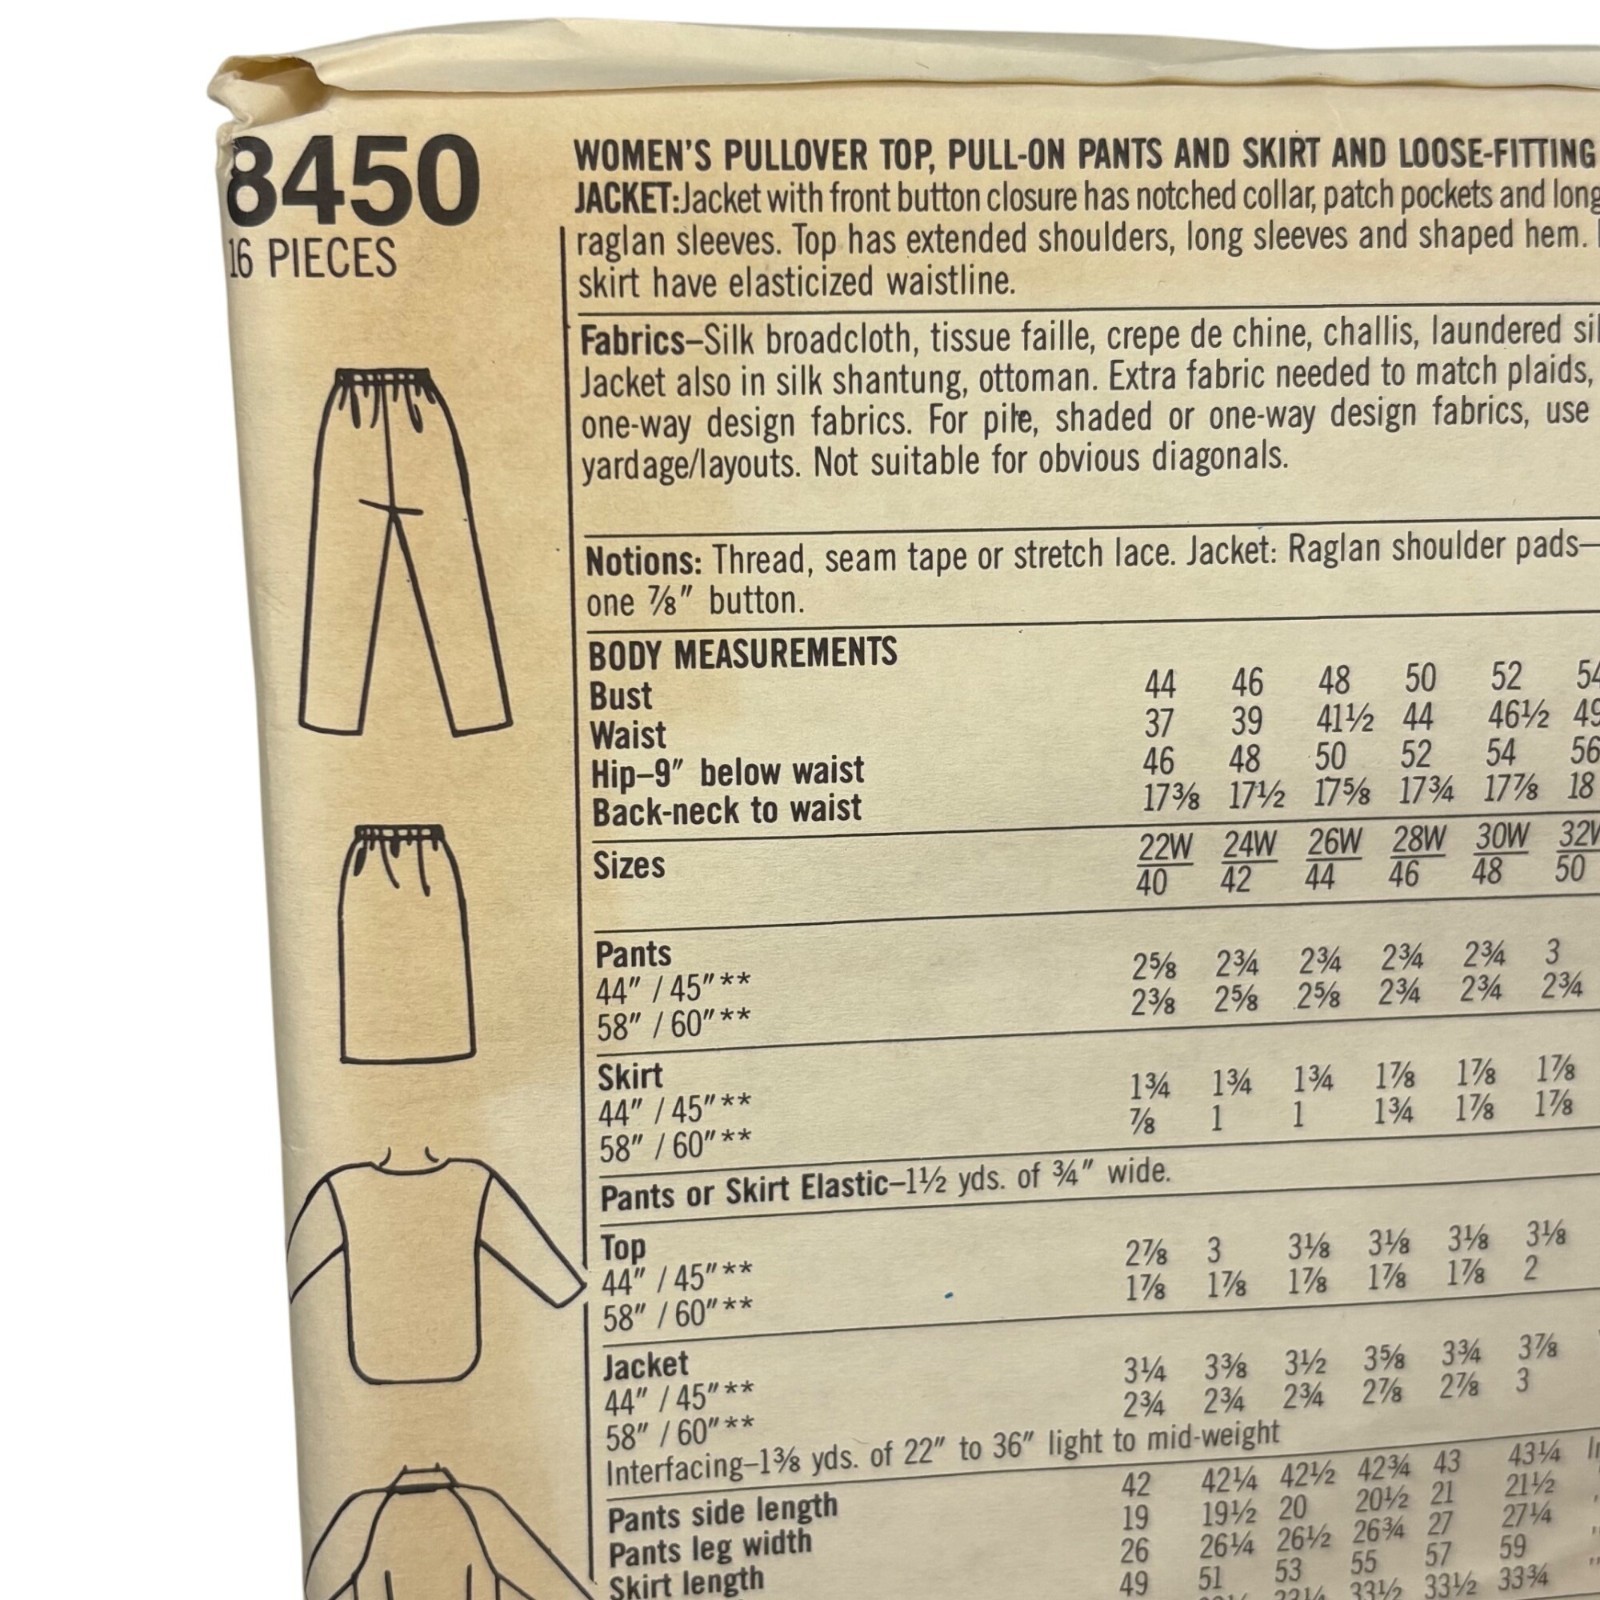 8450
16 PIECES
WOMEN'S PULLOVER TOP, PULL-ON PANTS AND SKIRT AND LOOSE-FITTING
JACKET: Jacket with front button closure has notched collar, patch pockets and long
raglan sleeves. Top has extended shoulders, long sleeves and shaped hem.
skirt have elasticized waistline.
Fabrics–Silk broadcloth, tissue faille, crepe de chine, challis, laundered
Jacket also in silk shantung, ottoman. Extra fabric needed to match plaids,
one-way design fabrics. For pile, shaded or one-way design fabrics, use
yardage/layouts. Not suitable for obvious diagonals.
Notions: Thread, seam tape or stretch lace. Jacket: Raglan shoulder pads–
one ⅞" button.
BODY MEASUREMENTS
Bust 44 46 48 50 52 54
Waist 37 39 41½ 44 46½ 49
Hip–9" below waist 46 48 50 52 54 56
Back-neck to waist 17⅜ 17½ 17⅝ 17¾ 17⅞ 18
Sizes 22W 24W 26W 28W 30W 32W
40 42 44 46 48 50
Pants
44" / 45"** 2⅝ 2¾ 2¾ 2¾ 2¾ 3
58" / 60"** 2⅜ 2⅝ 2⅝ 2¾ 2¾ 2¾
Skirt
44" / 45"** 1¾ 1¾ 1¾ 1⅞ 1⅞ 1⅞
58" / 60"** ⅞ 1 1 1¾ 1⅞ 1⅞
Pants or Skirt Elastic–1½ yds. of ¾" wide.
Top
44" / 45"** 2⅞ 3 3⅛ 3⅛ 3⅛ 3⅛
58" / 60"** 1⅞ 1⅞ 1⅞ 1⅞ 1⅞ 2
Jacket
44" / 45"** 3¼ 3⅜ 3½ 3⅝ 3¾ 3⅞
58" / 60"** 2¾ 2¾ 2¾ 2⅞ 2⅞ 3
Interfacing–1⅜ yds. of 22" to 36" light to mid-weight
Pants side length 42 42¼ 42½ 42¾ 43 43¼
Pants leg width 19 19½ 20 20½ 21 21½
Skirt length 26 26¼ 26½ 26¾ 27 27¼
49 51 53 55 57 59
33½ 33½ 33¾